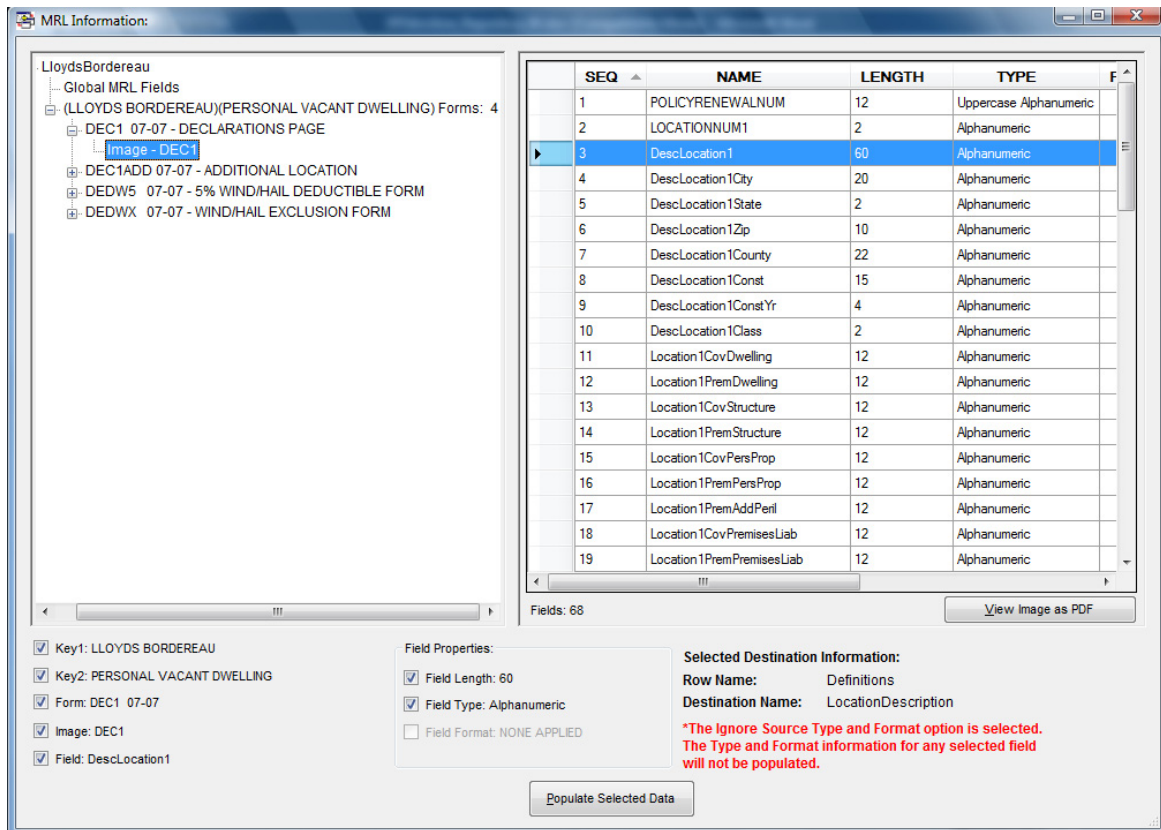 MRL Information:
LloydsBordereau
Global MRL Fields
(LLOYDS BORDEREAU)(PERSONAL VACANT DWELLING) Forms: 4
DEC1 07-07 - DECLARATIONS PAGE
Image - DEC1
DEC1ADD 07-07 - ADDITIONAL LOCATION
DEDW5 07-07 - 5% WIND/HAIL DEDUCTIBLE FORM
DEDWX 07-07 - WIND/HAIL EXCLUSION FORM
SEQ NAME LENGTH TYPE F
1 POLICYRENEWALNUM 12 Uppercase Alphanumeric
2 LOCATIONNUM1 2 Alphanumeric
3 DescLocation1 60 Alphanumeric
4 DescLocation1City 20 Alphanumeric
5 DescLocation1State 2 Alphanumeric
6 DescLocation1Zip 10 Alphanumeric
7 DescLocation1County 22 Alphanumeric
8 DescLocation1Const 15 Alphanumeric
9 DescLocation1ConstYr 4 Alphanumeric
10 DescLocation1Class 2 Alphanumeric
11 Location1CovDwelling 12 Alphanumeric
12 Location1PremDwelling 12 Alphanumeric
13 Location1CovStructure 12 Alphanumeric
14 Location1PremStructure 12 Alphanumeric
15 Location1CovPersProp 12 Alphanumeric
16 Location1PremPersProp 12 Alphanumeric
17 Location1PremAddPeril 12 Alphanumeric
18 Location1CovPremisesLiab 12 Alphanumeric
19 Location1PremPremisesLiab 12 Alphanumeric
Fields: 68
View Image as PDF
Key1: LLOYDS BORDEREAU
Key2: PERSONAL VACANT DWELLING
Form: DEC1 07-07
Image: DEC1
Field: DescLocation1
Field Properties:
Field Length: 60
Field Type: Alphanumeric
Field Format: NONE APPLIED
Selected Destination Information:
Row Name: Definitions
Destination Name: LocationDescription
*The Ignore Source Type and Format option is selected.
The Type and Format information for any selected field
will not be populated.
Populate Selected Data